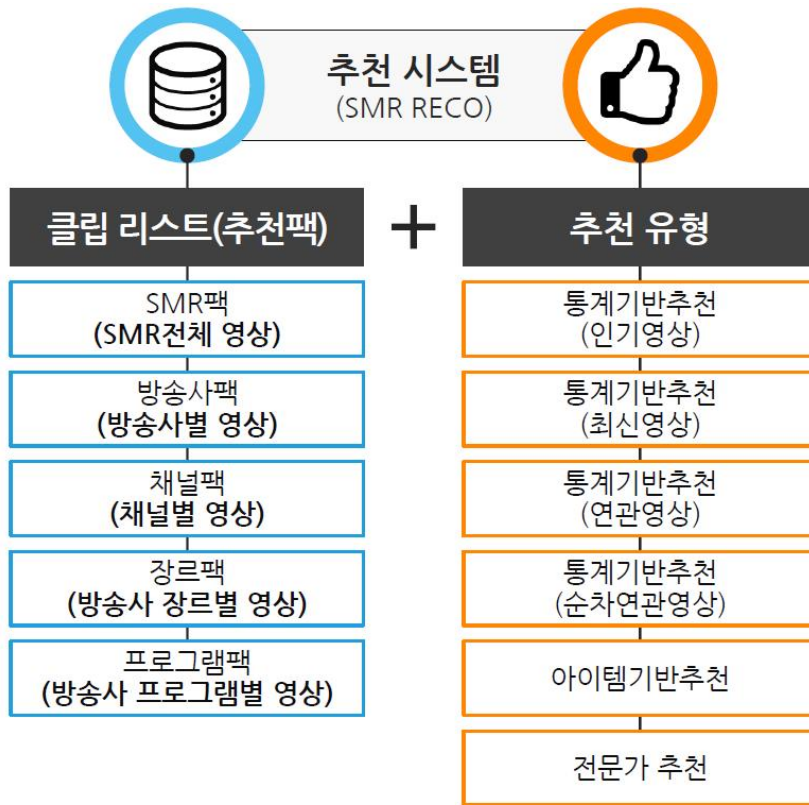 추천 시스템
(SMR RECO)
클립 리스트(추천팩)
SMR팩
(SMR전체 영상)
방송사팩
(방송사별 영상)
채널팩
(채널별 영상)
장르팩
(방송사 장르별 영상)
프로그램팩
(방송사 프로그램별 영상)
+
추천 유형
통계기반추천
(인기영상)
통계기반추천
(최신영상)
통계기반추천
(연관영상)
통계기반추천
(순차연관영상)
아이템기반추천
전문가 추천